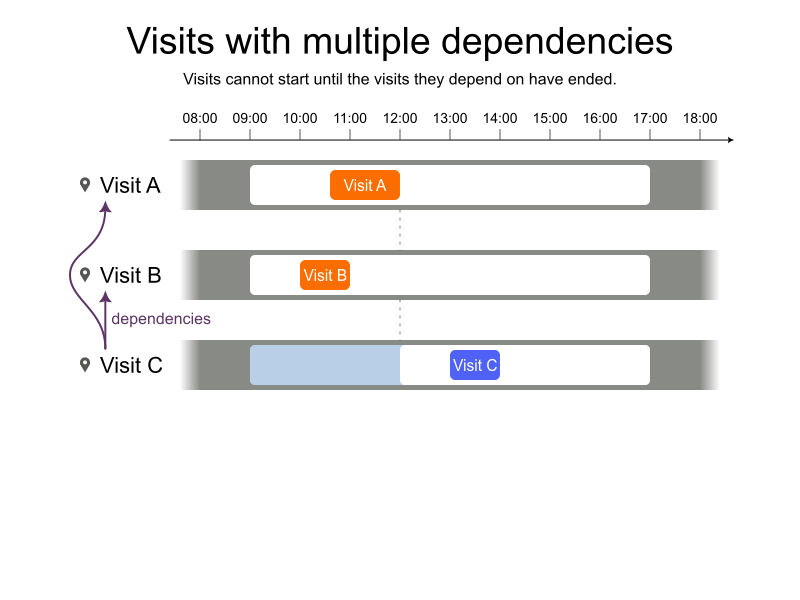 Visits with multiple dependencies
Visits cannot start until the visits they depend on have ended.
08:00 09:00 10:00 11:00 12:00 13:00 14:00 15:00 16:00 17:00 18:00
Visit A
Visit A
Visit B
Visit B
dependencies
Visit C
Visit C